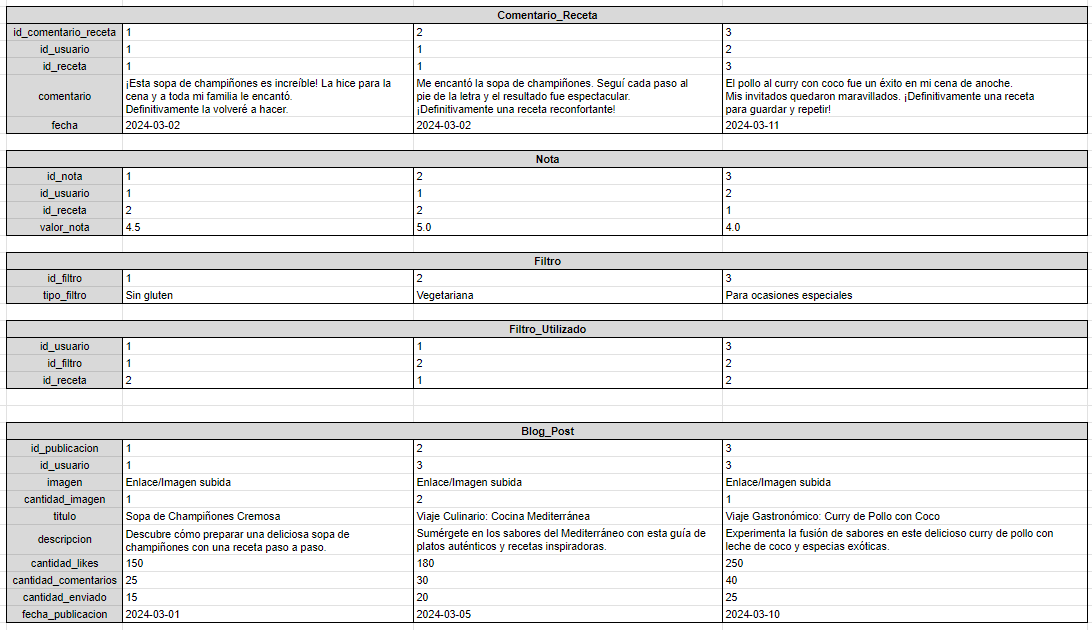 Comentario_Receta
id_comentario_receta 1 2 3
id_usuario 1 1 2
id_receta 1 1 3
comentario
¡Esta sopa de champiñones es increíble! La hice para la
cena y a toda mi familia le encantó.
Definitivamente la volveré a hacer.
Me encantó la sopa de champiñones. Seguí cada paso al
pie de la letra y el resultado fue espectacular.
¡Definitivamente una receta reconfortante!
El pollo al curry con coco fue un éxito en mi cena de anoche.
Mis invitados quedaron maravillados. ¡Definitivamente una receta
para guardar y repetir!
fecha 2024-03-02 2024-03-02 2024-03-11
Nota
id_nota 1 2 3
id_usuario 1 1 2
id_receta 2 2 1
valor_nota 4.5 5.0 4.0
Filtro
id_filtro 1 2 3
tipo_filtro Sin gluten Vegetariana Para ocasiones especiales
Filtro_Utilizado
id_usuario 1 1 3
id_filtro 1 2 2
id_receta 2 1 2
Blog_Post
id_publicacion 1 2 3
id_usuario 1 3 3
imagen Enlace/Imagen subida Enlace/Imagen subida Enlace/Imagen subida
cantidad_imagen 1 2 1
titulo Sopa de Champiñones Cremosa Viaje Culinario: Cocina Mediterránea Viaje Gastronómico: Curry de Pollo con Coco
descripcion
Descubre cómo preparar una deliciosa sopa de
champiñones con una receta paso a paso.
Sumérgete en los sabores del Mediterráneo con esta guía de
platos auténticos y recetas inspiradoras.
Experimenta la fusión de sabores en este delicioso curry de pollo con
leche de coco y especias exóticas.
cantidad_likes 150 180 250
cantidad_comentarios 25 30 40
cantidad_enviado 15 20 25
fecha_publicacion 2024-03-01 2024-03-05 2024-03-10